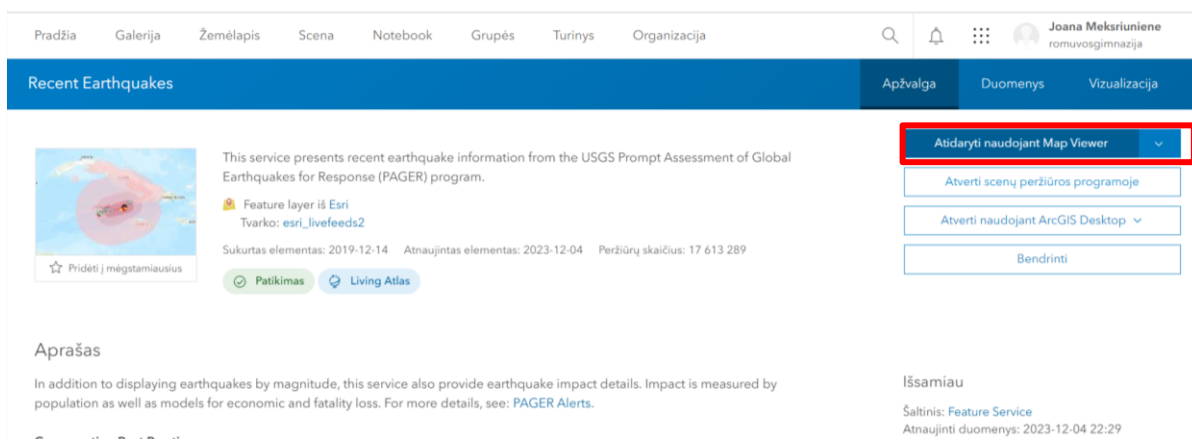 Pradžia Galerija Žemėlapis Scena Notebook Grupės Turinys Organizacija
Joana Meksriuniene
romuvosgimnazija
Recent Earthquakes
Apžvalga Duomenys Vizualizacija
Atidaryti naudojant Map Viewer
This service presents recent earthquake information from the USGS Prompt Assessment of Global
Earthquakes for Response (PAGER) program.
Atverti scenų peržiūros programoje
Feature layer iš Esri
Tvarko: esri_livefeeds2
Atverti naudojant ArcGIS Desktop
Sukurtas elementas: 2019-12-14 Atnaujintas elementas: 2023-12-04 Peržiūrų skaičius: 17 613 289
Bendrinti
Pridėti į mėgstamiausius
Patikimas Living Atlas
Aprašas
In addition to displaying earthquakes by magnitude, this service also provide earthquake impact details. Impact is measured by
population as well as models for economic and fatality loss. For more details, see: PAGER Alerts.
Išsamiau
Šaltinis: Feature Service
Atnaujinti duomenys: 2023-12-04 22:29